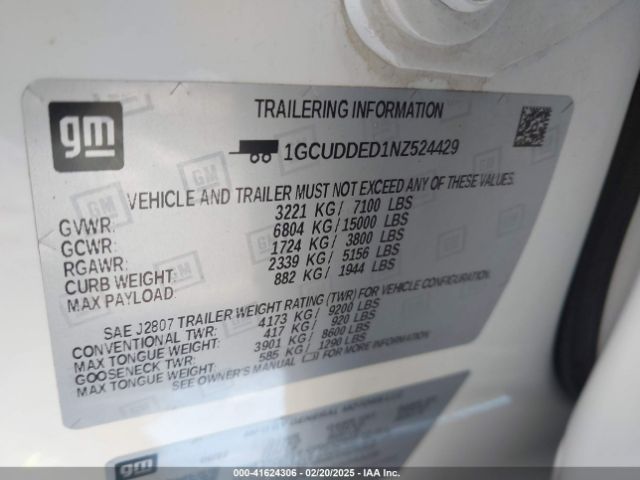 gm
TRAILERING INFORMATION
1GCUDDED1NZ524429
VEHICLE AND TRAILER MUST NOT EXCEED ANY OF THESE VALUES.
GVWR: 3221 KG / 7100 LBS
GCWR: 6804 KG / 15000 LBS
RGAWR: 1724 KG / 3800 LBS
CURB WEIGHT: 2339 KG / 5156 LBS
MAX PAYLOAD: 882 KG / 1944 LBS
SAE J2807 TRAILER WEIGHT RATING (TWR) FOR VEHICLE CONFIGURATION.
CONVENTIONAL TWR: 4173 KG / 9200 LBS
MAX TONGUE WEIGHT: 417 KG / 920 LBS
GOOSENECK TWR: 3901 KG / 8600 LBS
MAX TONGUE WEIGHT: 585 KG / 1290 LBS
SEE OWNER'S MANUAL FOR MORE INFORMATION
gm
GENERAL MOTORS LLC
000-41624306 - 02/20/2025 - IAA Inc.